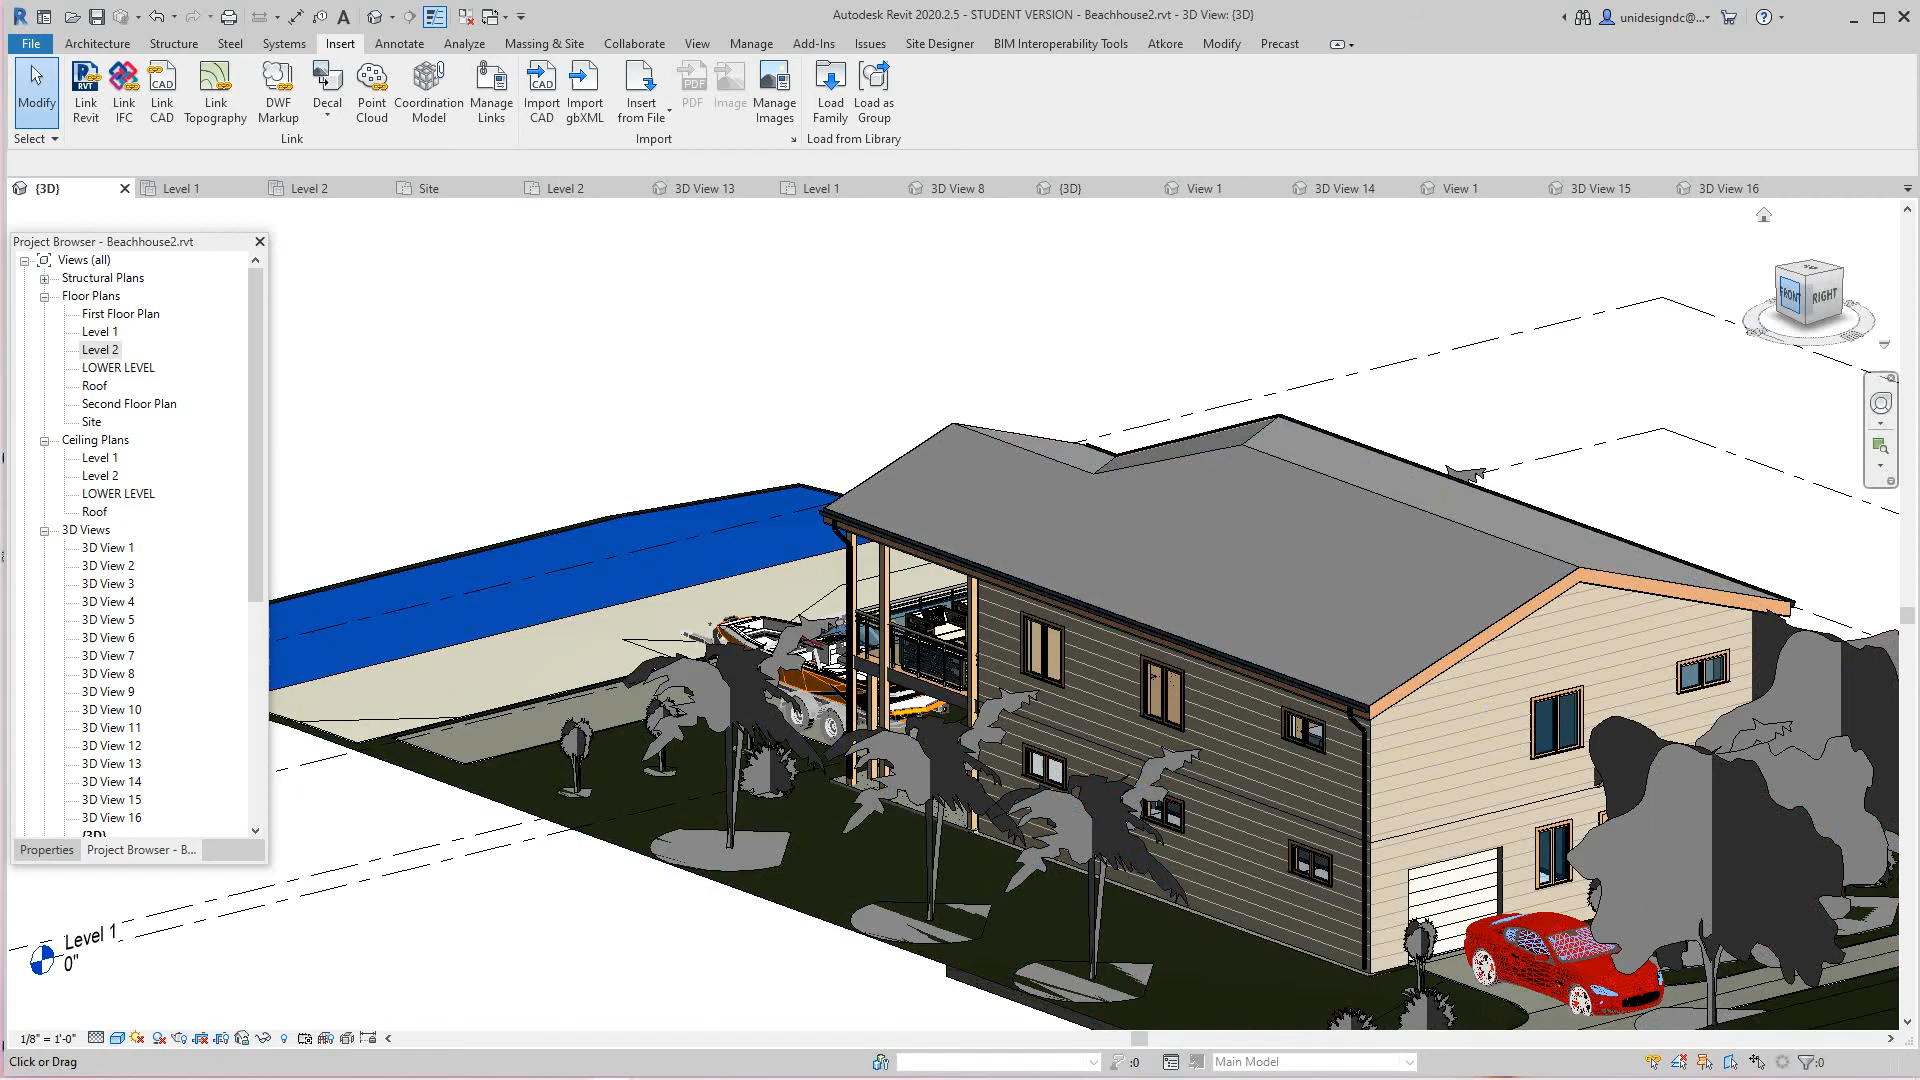 Autodesk Revit 2020.2.5 - STUDENT VERSION - Beachhouse2.rvt - 3D View: {3D}
unidesigndc@...
File Architecture Structure Steel Systems Insert Annotate Analyze Massing & Site Collaborate View Manage Add-Ins Issues Site Designer BIM Interoperability Tools Atkore Modify Precast
Modify
Link Revit
Link IFC
Link CAD
Link Topography
DWF Markup
Decal
Point Cloud
Coordination Model
Manage Links
Import CAD
Import gbXML
Insert from File
PDF
Image
Manage Images
Load Family
Load as Group
Select
Link
Import
Load from Library
{3D} Level 1 Level 2 Site Level 2 3D View 13 Level 1 3D View 8 {3D} View 1 3D View 14 View 1 3D View 15 3D View 16
Project Browser - Beachhouse2.rvt
Views (all)
Structural Plans
Floor Plans
First Floor Plan
Level 1
Level 2
LOWER LEVEL
Roof
Second Floor Plan
Site
Ceiling Plans
Level 1
Level 2
LOWER LEVEL
Roof
3D Views
3D View 1
3D View 2
3D View 3
3D View 4
3D View 5
3D View 6
3D View 7
3D View 8
3D View 9
3D View 10
3D View 11
3D View 12
3D View 13
3D View 14
3D View 15
3D View 16
{3D}
Properties Project Browser - B...
FRONT RIGHT
Level 1
0"
1/8" = 1'-0"
Click or Drag
:0
Main Model
:0